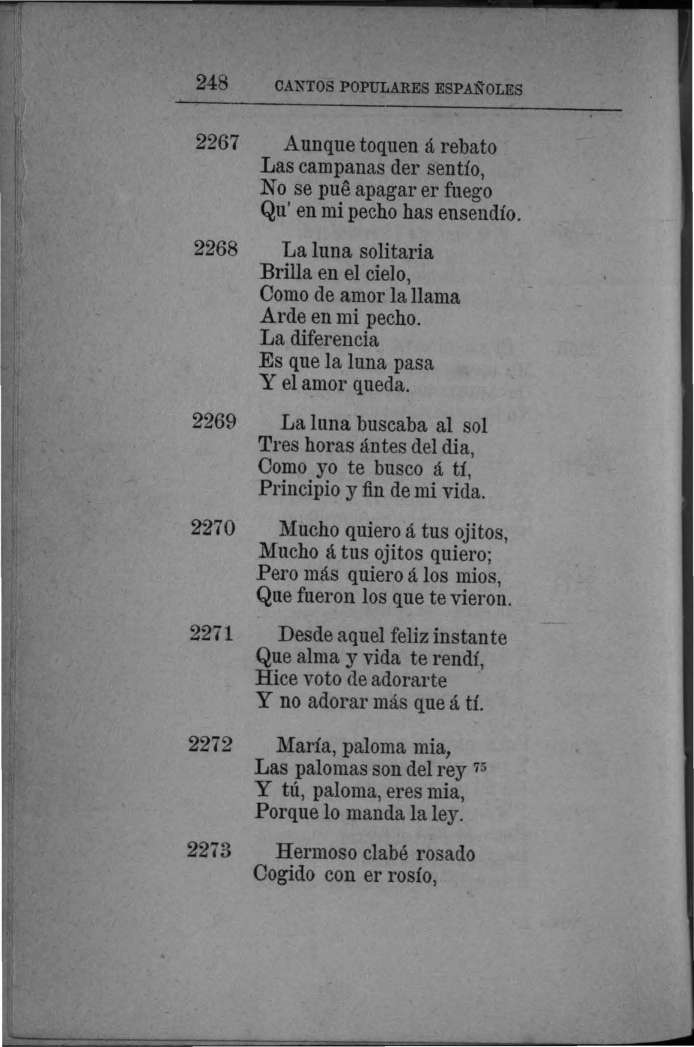 248 CANTOS POPULARES ESPAÑOLES
2267 Aunque toquen á rebato
Las campanas der sentío,
No se puê apagar er fuego
Qu' en mi pecho has ensendío.
2268 La luna solitaria
Brilla en el cielo,
Como de amor la llama
Arde en mi pecho.
La diferencia
Es que la luna pasa
Y el amor queda.
2269 La luna buscaba al sol
Tres horas ántes del dia,
Como yo te busco á tí,
Principio y fin de mi vida.
2270 Mucho quiero á tus ojitos,
Mucho á tus ojitos quiero;
Pero más quiero á los mios,
Que fueron los que te vieron.
2271 Desde aquel feliz instante
Que alma y vida te rendí,
Hice voto de adorarte
Y no adorar más que á tí.
2272 María, paloma mia,
Las palomas son del rey 75
Y tú, paloma, eres mia,
Porque lo manda la ley.
2273 Hermoso clabé rosado
Cogido con er rosío,